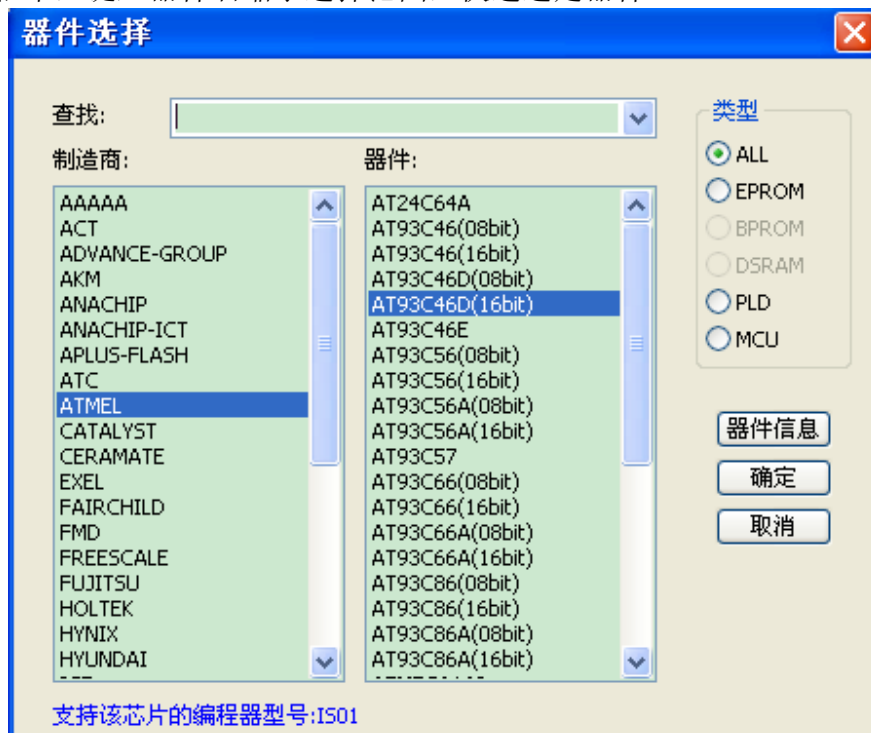 器件选择
查找:
制造商:
AAAAA
ACT
ADVANCE-GROUP
AKM
ANACHIP
ANACHIP-ICT
APLUS-FLASH
ATC
ATMEL
CATALYST
CERAMATE
EXEL
FAIRCHILD
FMD
FREESCALE
FUJITSU
HOLTEK
HYNIX
HYUNDAI
器件:
AT24C64A
AT93C46(08bit)
AT93C46(16bit)
AT93C46D(08bit)
AT93C46D(16bit)
AT93C46E
AT93C56(08bit)
AT93C56(16bit)
AT93C56A(08bit)
AT93C56A(16bit)
AT93C57
AT93C66(08bit)
AT93C66(16bit)
AT93C66A(08bit)
AT93C66A(16bit)
AT93C86(08bit)
AT93C86(16bit)
AT93C86A(08bit)
AT93C86A(16bit)
类型
ALL
EPROM
BPROM
DSRAM
PLD
MCU
器件信息
确定
取消
支持该芯片的编程器型号:IS01